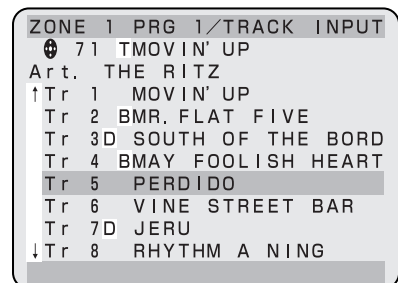 ZONE 1 PRG 1/TRACK INPUT
71 TMOVIN' UP
Art. THE RITZ
↑Tr 1 MOVIN' UP
Tr 2 BMR. FLAT FIVE
Tr 3D SOUTH OF THE BORD
Tr 4 BMAY FOOLISH HEART
Tr 5 PERDIDO
Tr 6 VINE STREET BAR
Tr 7D JERU
↓Tr 8 RHYTHM A NING